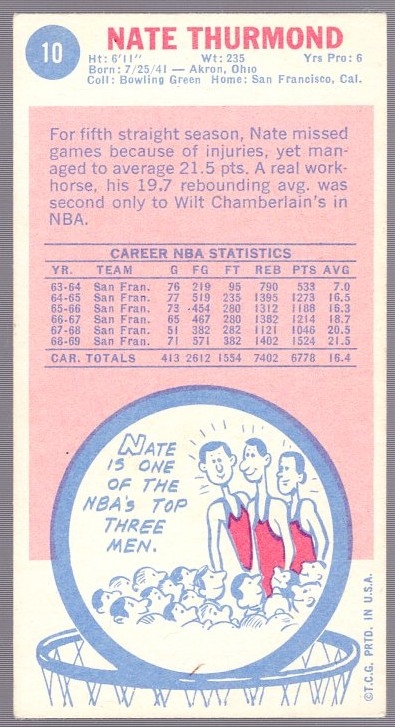 10
NATE THURMOND
Ht: 6'11" Wt: 235 Yrs Pro: 6
Born: 7/25/41 — Akron, Ohio
Coll: Bowling Green Home: San Francisco, Cal.
For fifth straight season, Nate missed
games because of injuries, yet man-
aged to average 21.5 pts. A real work-
horse, his 19.7 rebounding avg. was
second only to Wilt Chamberlain's in
NBA.
CAREER NBA STATISTICS
YR. TEAM G FG FT REB PTS AVG
63-64 San Fran. 76 219 95 790 533 7.0
64-65 San Fran. 77 519 235 1395 1273 16.5
65-66 San Fran. 73 454 280 1312 1188 16.3
66-67 San Fran. 65 467 280 1382 1214 18.7
67-68 San Fran. 51 382 282 1121 1046 20.5
68-69 San Fran. 71 571 382 1402 1524 21.5
CAR. TOTALS 413 2612 1554 7402 6778 16.4
NATE
IS ONE
OF THE
NBA'S TOP
THREE
MEN.
©T.C.G. PRTD. IN U.S.A.